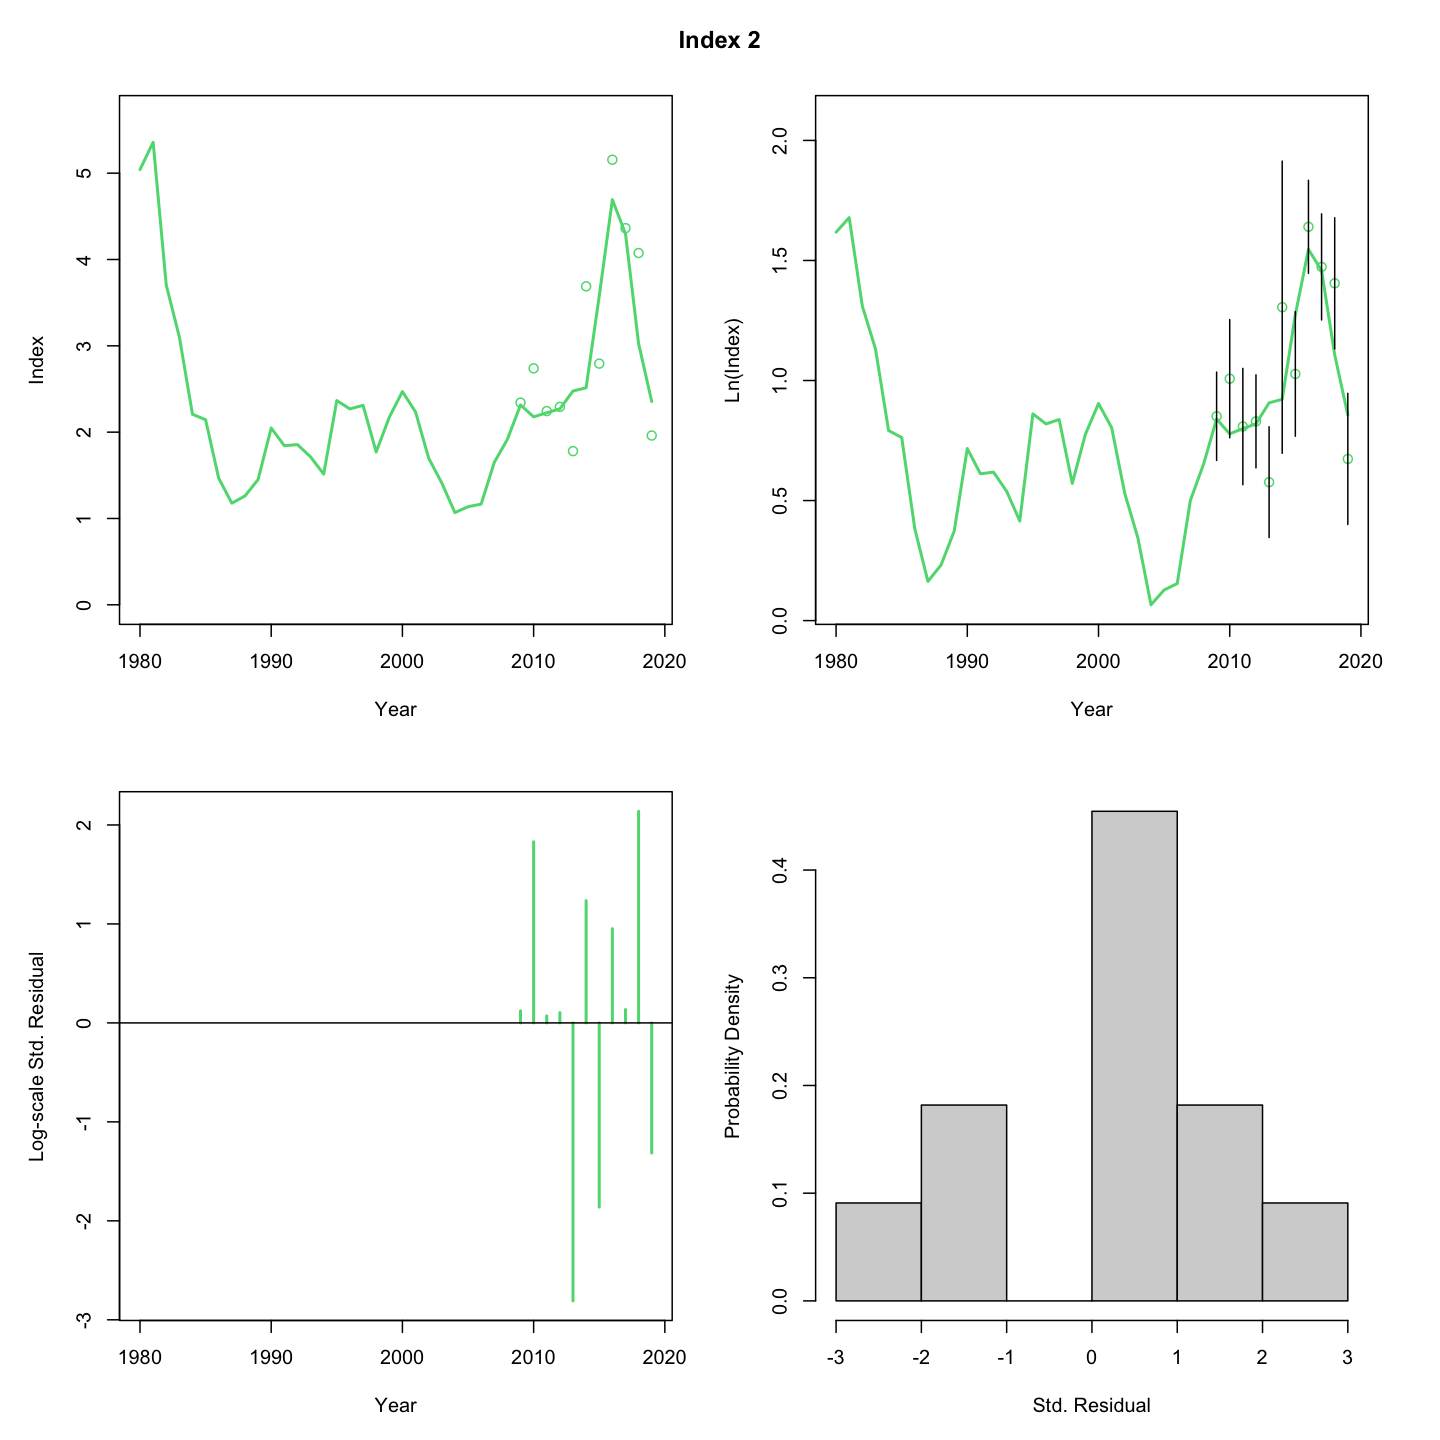 Index 2
Index
0 1 2 3 4 5
1980 1990 2000 2010 2020
Year
Ln(Index)
0.0 0.5 1.0 1.5 2.0
1980 1990 2000 2010 2020
Year
Log-scale Std. Residual
-3 -2 -1 0 1 2
1980 1990 2000 2010 2020
Year
Probability Density
0.0 0.1 0.2 0.3 0.4
-3 -2 -1 0 1 2 3
Std. Residual